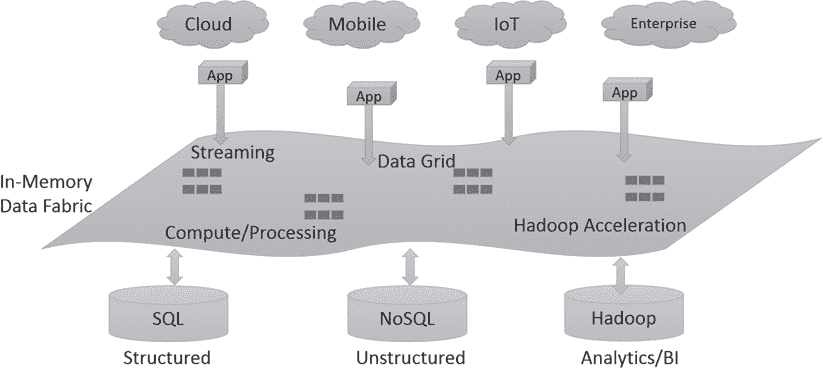 Cloud
Mobile
IoT
Enterprise
App
App
App
App
Streaming
Data Grid
In-Memory
Data Fabric
Compute/Processing
Hadoop Acceleration
SQL
NoSQL
Hadoop
Structured
Unstructured
Analytics/BI